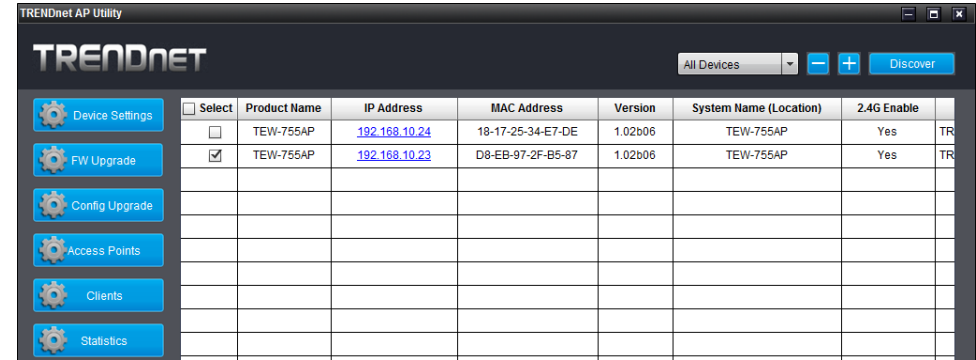 TRENDnet AP Utility
TRENDnet
All Devices
Discover
Select Product Name IP Address MAC Address Version System Name (Location) 2.4G Enable
TEW-755AP 192.168.10.24 18-17-25-34-E7-DE 1.02b06 TEW-755AP Yes TR
TEW-755AP 192.168.10.23 D8-EB-97-2F-B5-87 1.02b06 TEW-755AP Yes TR
Device Settings
FW Upgrade
Config Upgrade
Access Points
Clients
Statistics